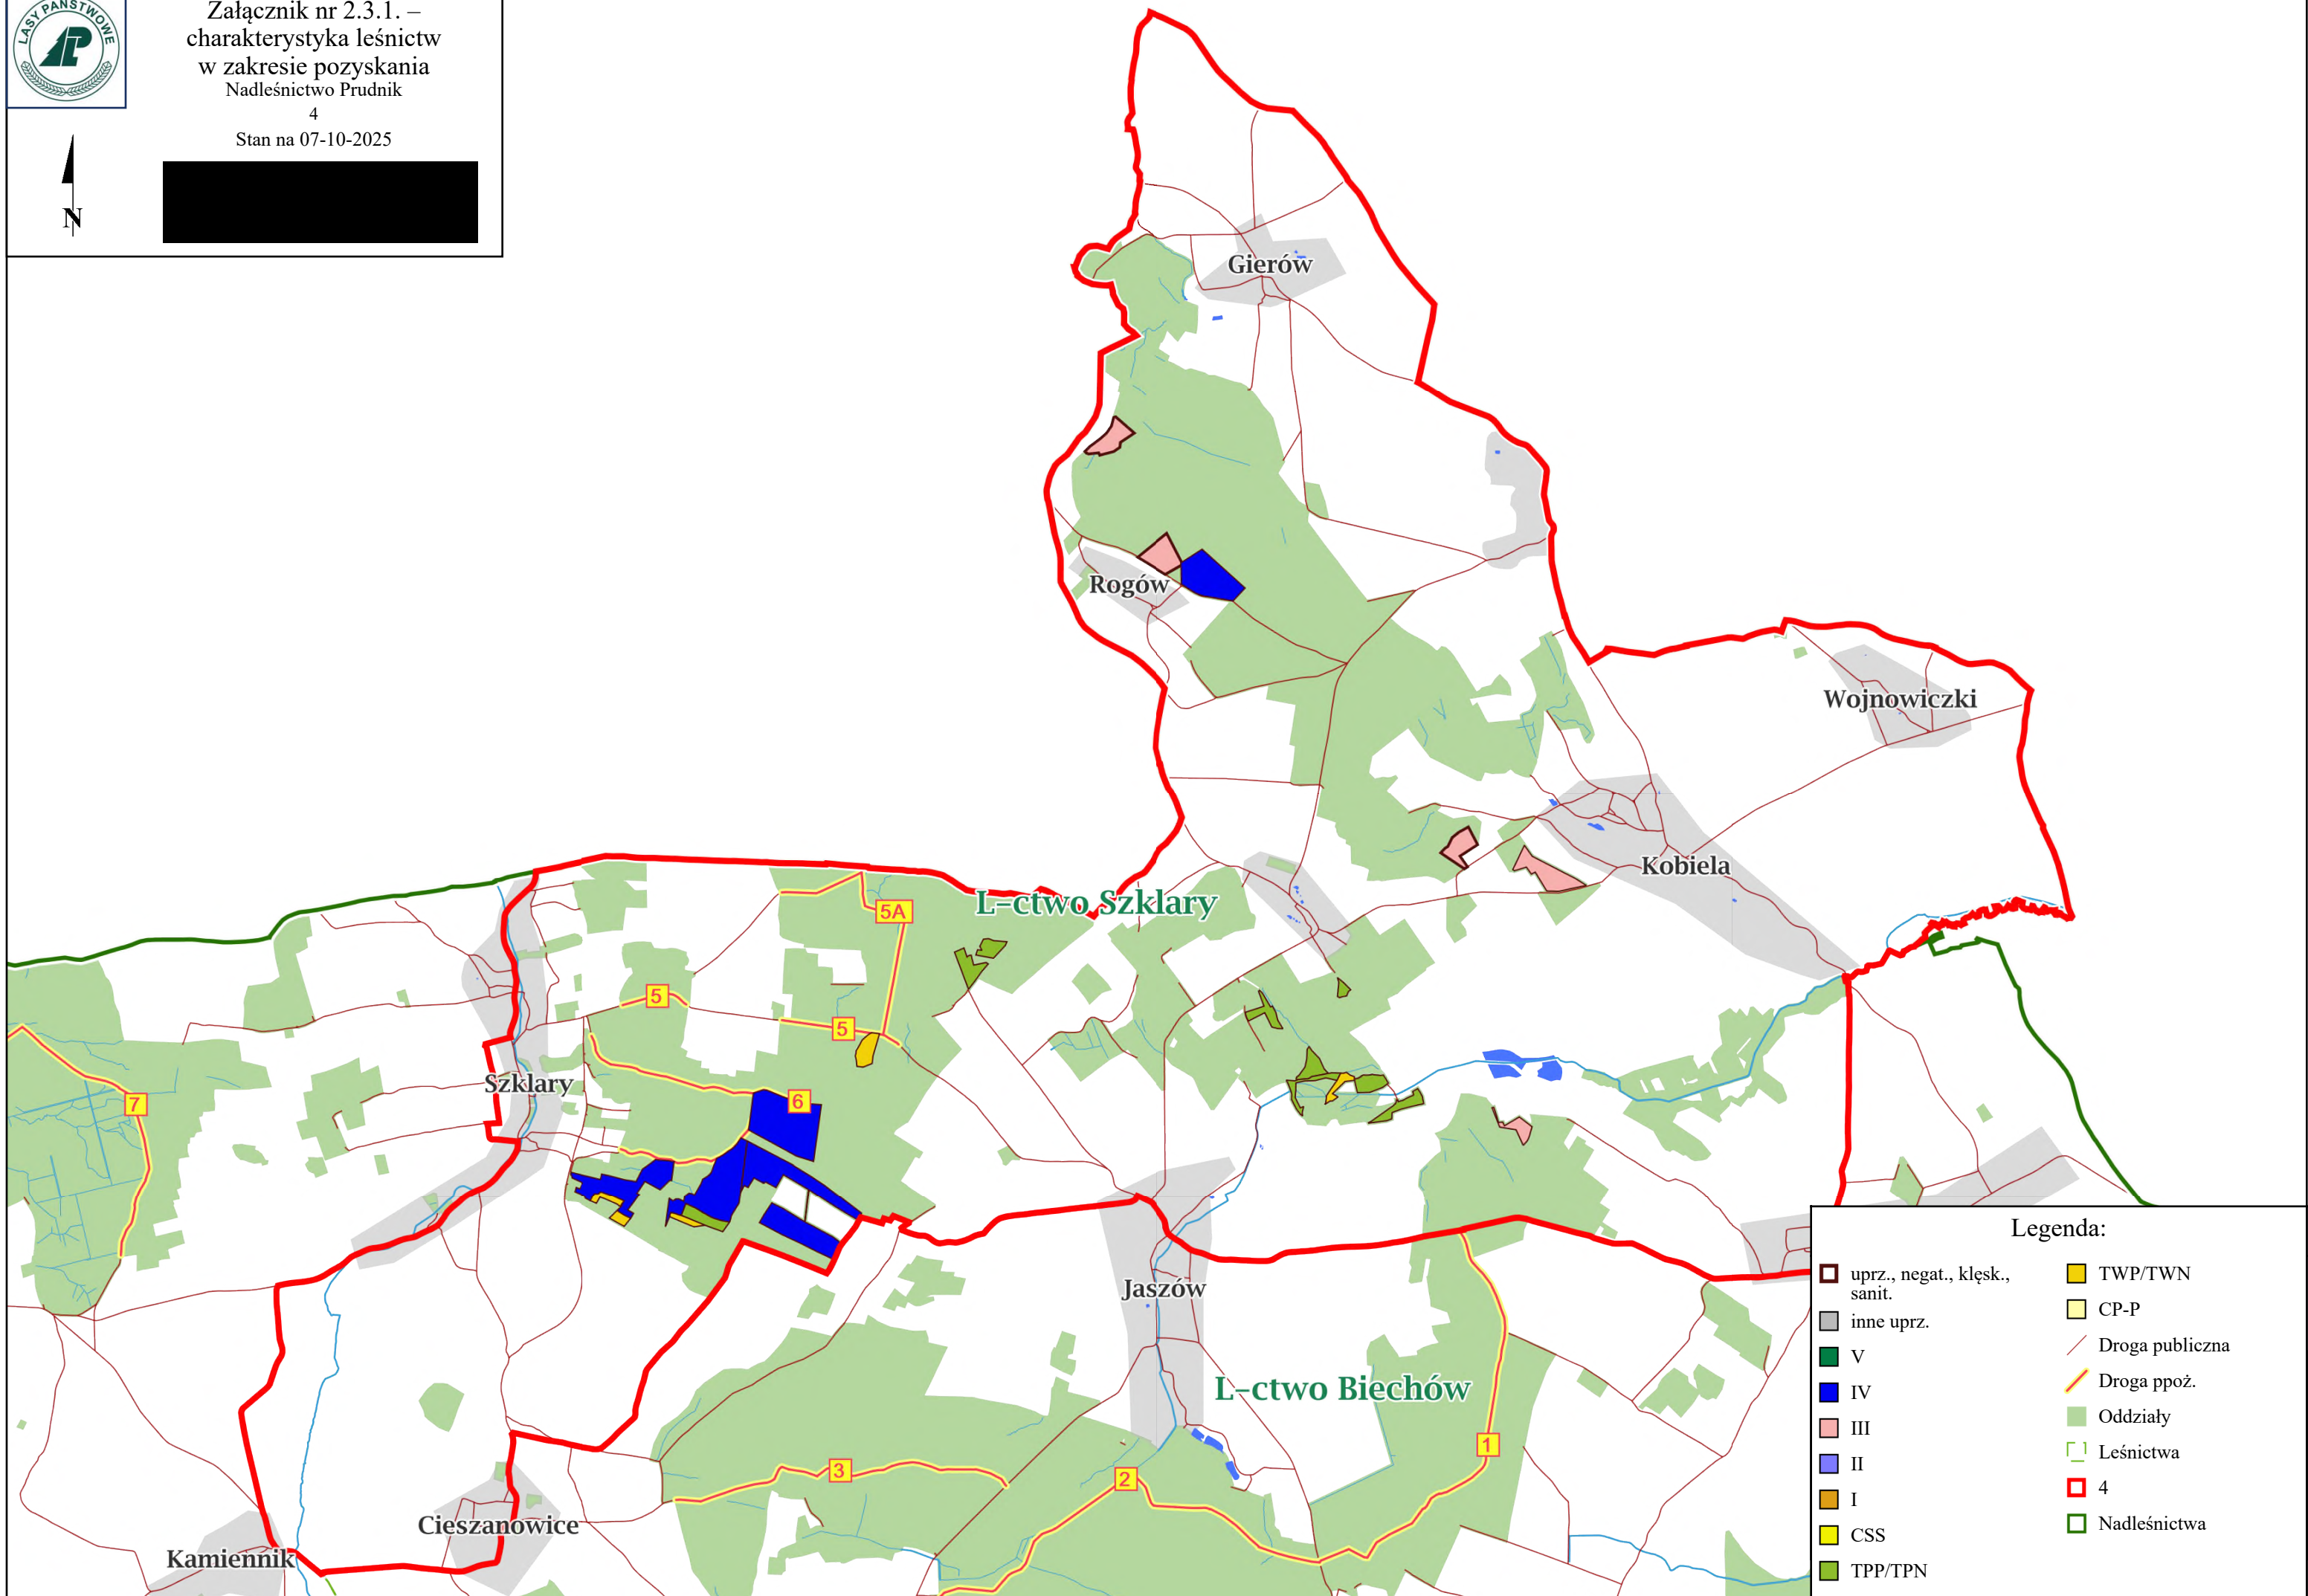 LASY PAŃSTWOWE
LP
Załącznik nr 2.3.1. –
charakterystyka leśnictw
w zakresie pozyskania
Nadleśnictwo Prudnik
4
Stan na 07-10-2025
N
Gierów
Rogów
Wojnowiczki
Kobiela
L-ctwo Szklary
5A
5
5
Szklary
6
7
Jaszów
L-ctwo Biechów
1
3
2
Cieszanowice
Kamiennik
Legenda:
uprz., negat., klęsk.,
sanit.
inne uprz.
V
IV
III
II
I
CSS
TPP/TPN
TWP/TWN
CP-P
Droga publiczna
Droga ppoż.
Oddziały
Leśnictwa
4
Nadleśnictwa